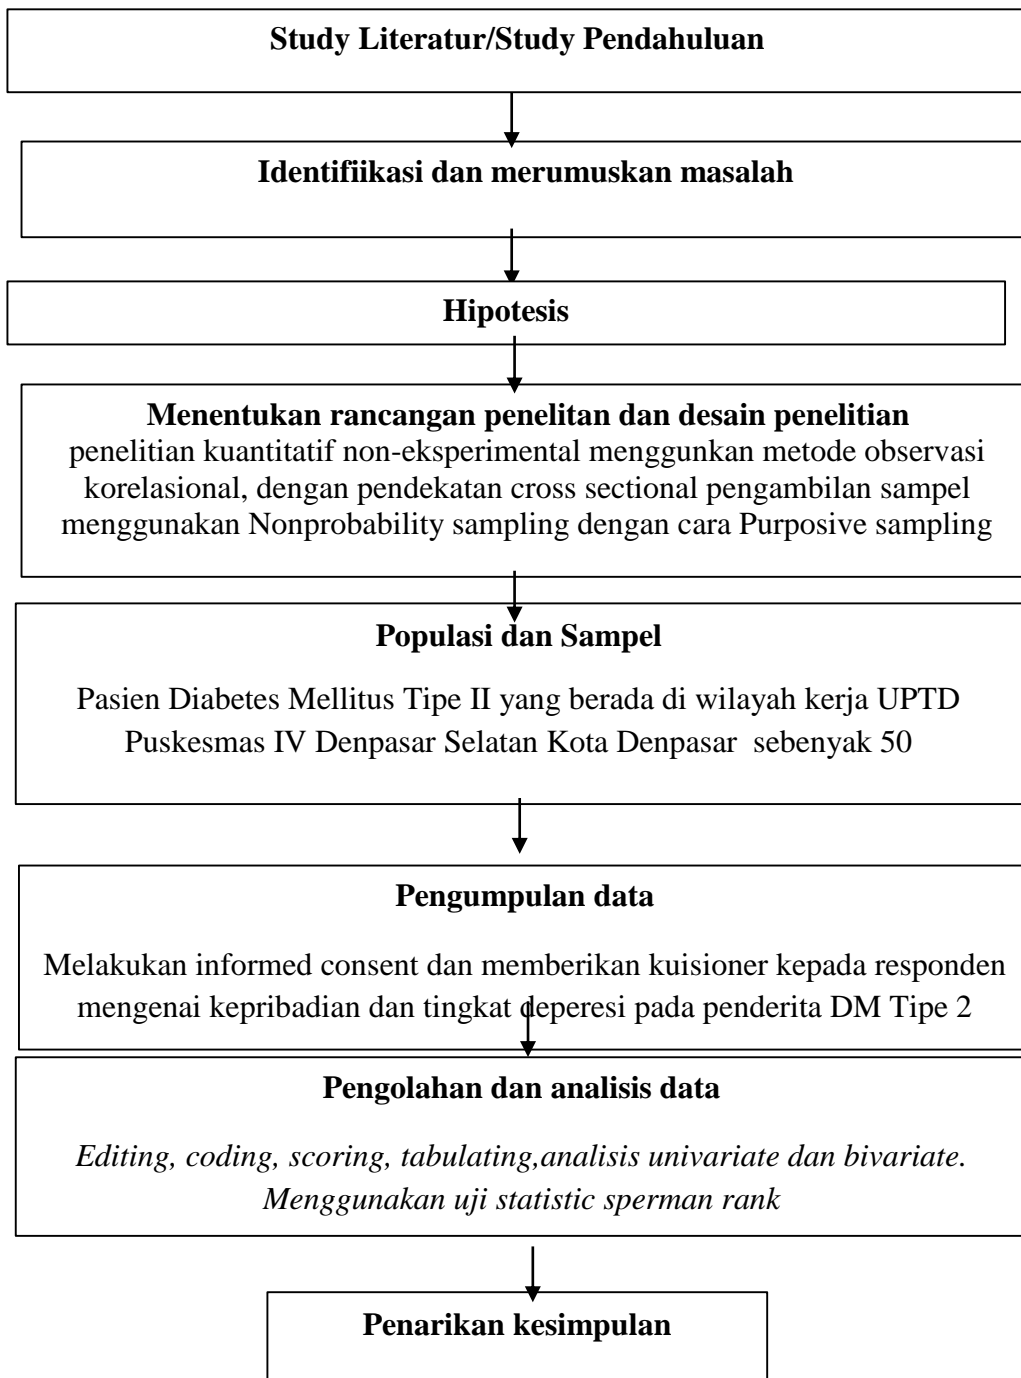 Study Literatur/Study Pendahuluan
Identifiikasi dan merumuskan masalah
Hipotesis
Menentukan rancangan penelitan dan desain penelitian
penelitian kuantitatif non-eksperimental menggunkan metode observasi
korelasional, dengan pendekatan cross sectional pengambilan sampel
menggunakan Nonprobability sampling dengan cara Purposive sampling
Populasi dan Sampel
Pasien Diabetes Mellitus Tipe II yang berada di wilayah kerja UPTD
Puskesmas IV Denpasar Selatan Kota Denpasar sebenyak 50
Pengumpulan data
Melakukan informed consent dan memberikan kuisioner kepada responden
mengenai kepribadian dan tingkat deperesi pada penderita DM Tipe 2
Pengolahan dan analisis data
Editing, coding, scoring, tabulating,analisis univariate dan bivariate.
Menggunakan uji statistic sperman rank
Penarikan kesimpulan